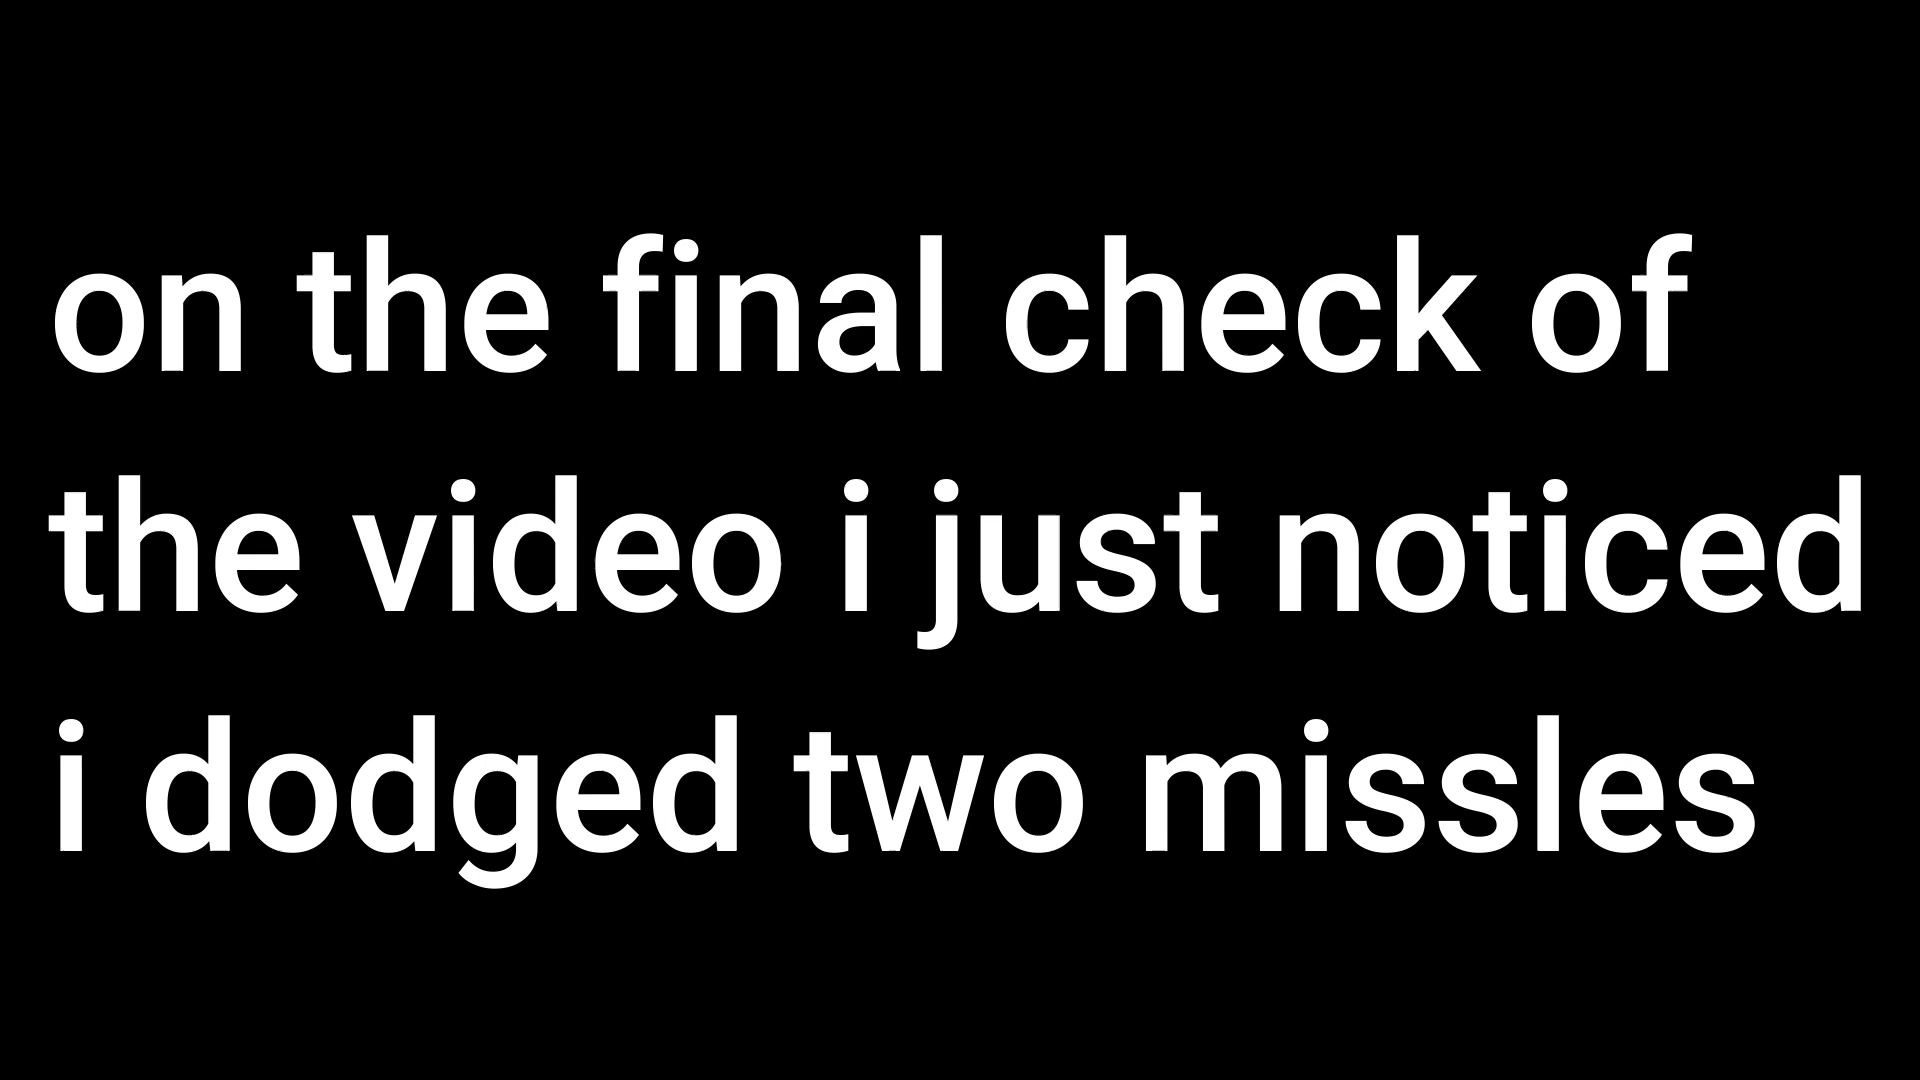 on the final check of
the video i just noticed
i dodged two missles